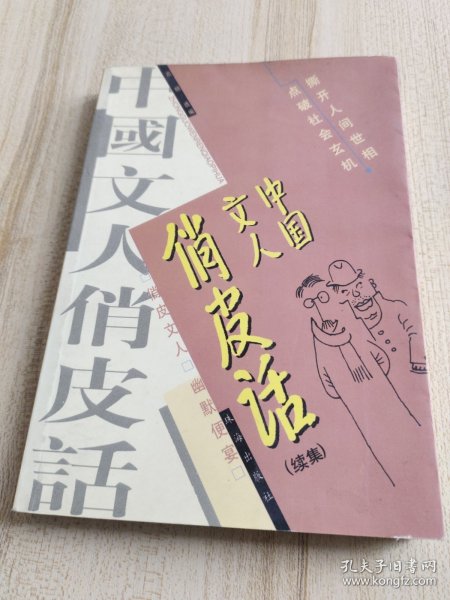 中國文人俏皮話
ZHONGGUOWENRENQIAOPIHUA
撕开人间世相
点破社会玄机
中国
文人
俏皮话
(续集)
俏皮文人□幽默便宴□
珠海出版社
孔夫子旧书网
www.kongfz.com